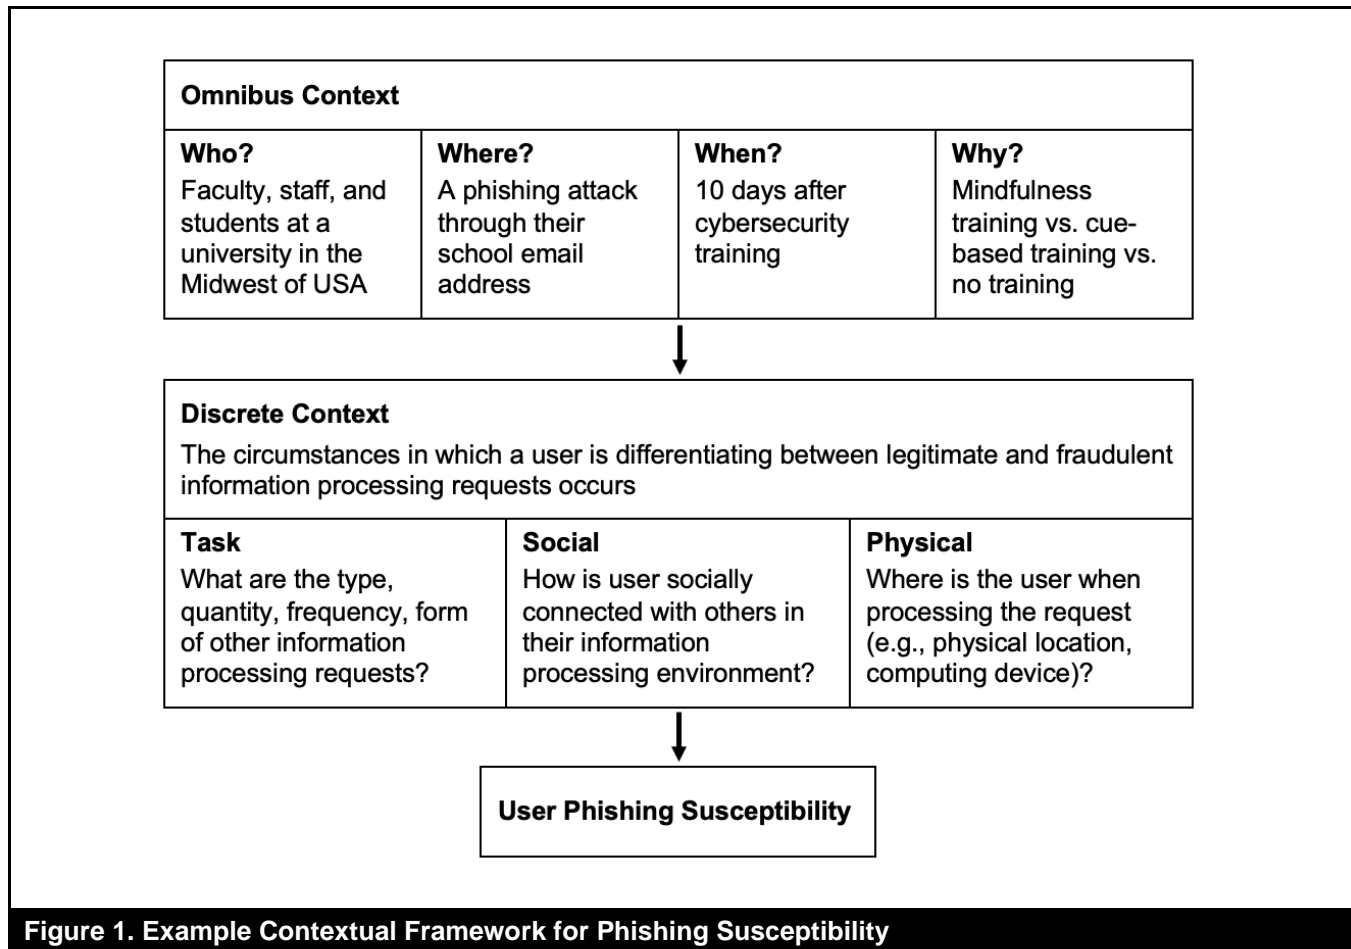 Omnibus Context
Who?
Faculty, staff, and
students at a
university in the
Midwest of USA
Where?
A phishing attack
through their
school email
address
When?
10 days after
cybersecurity
training
Why?
Mindfulness
training vs. cue-
based training vs.
no training
Discrete Context
The circumstances in which a user is differentiating between legitimate and fraudulent
information processing requests occurs
Task
What are the type,
quantity, frequency, form
of other information
processing requests?
Social
How is user socially
connected with others in
their information
processing environment?
Physical
Where is the user when
processing the request
(e.g., physical location,
computing device)?
User Phishing Susceptibility
Figure 1. Example Contextual Framework for Phishing Susceptibility